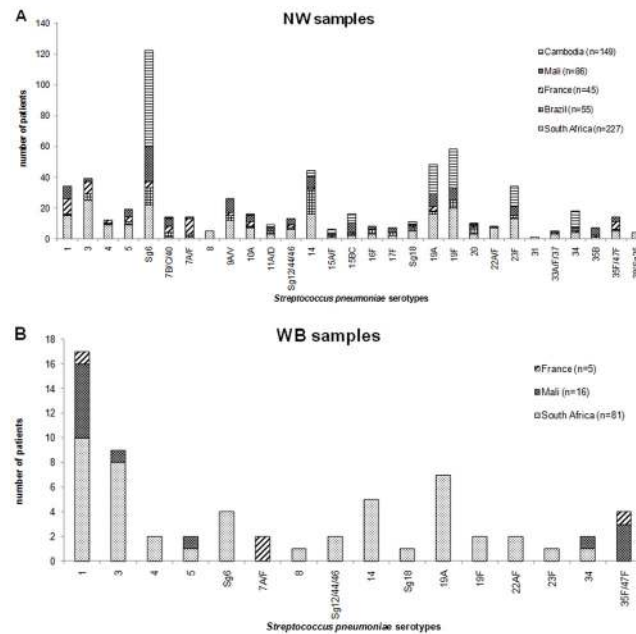 A
NW samples
140
120
100
80
60
40
20
0
number of patients
Cambodia (n=149)
Mali (n=86)
France (n=45)
Brazil (n=55)
South Africa (n=227)
1 3 4 5 Sg6 7B/C/40 7A/F 8 9A/V 10A 11A/D Sg12/44/46 14 15A/F 15BC 16F 17F Sg18 19A 19F 20 22A/F 23F 31 33A/F/37 34 35B 35F/47F
Streptococcus pneumoniae serotypes
B
WB samples
18
16
14
12
10
8
6
4
2
0
number of patients
France (n=5)
Mali (n=16)
South Africa (n=81)
1 3 4 5 Sg6 7A/F 8 Sg12/44/46 14 Sg18 19A 19F 22AF 23F 34 35F/47F
Streptococcus pneumoniae serotypes